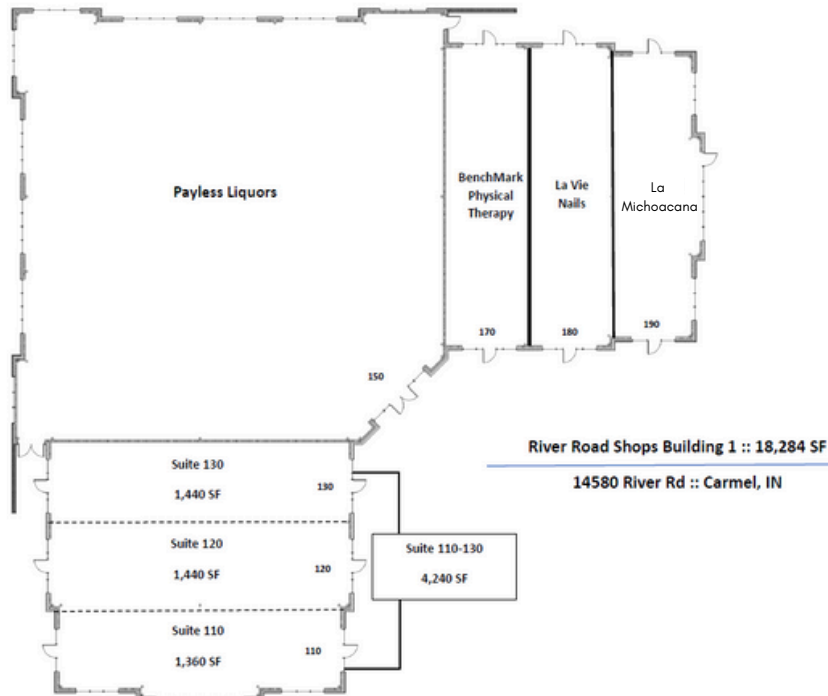 Payless Liquors
BenchMark
Physical
Therapy
La Vie
Nails
La
Michoacana
170
180
190
150
River Road Shops Building 1 :: 18,284 SF
14580 River Rd :: Carmel, IN
Suite 130
1,440 SF
130
Suite 120
1,440 SF
120
Suite 110-130
4,240 SF
Suite 110
1,360 SF
110